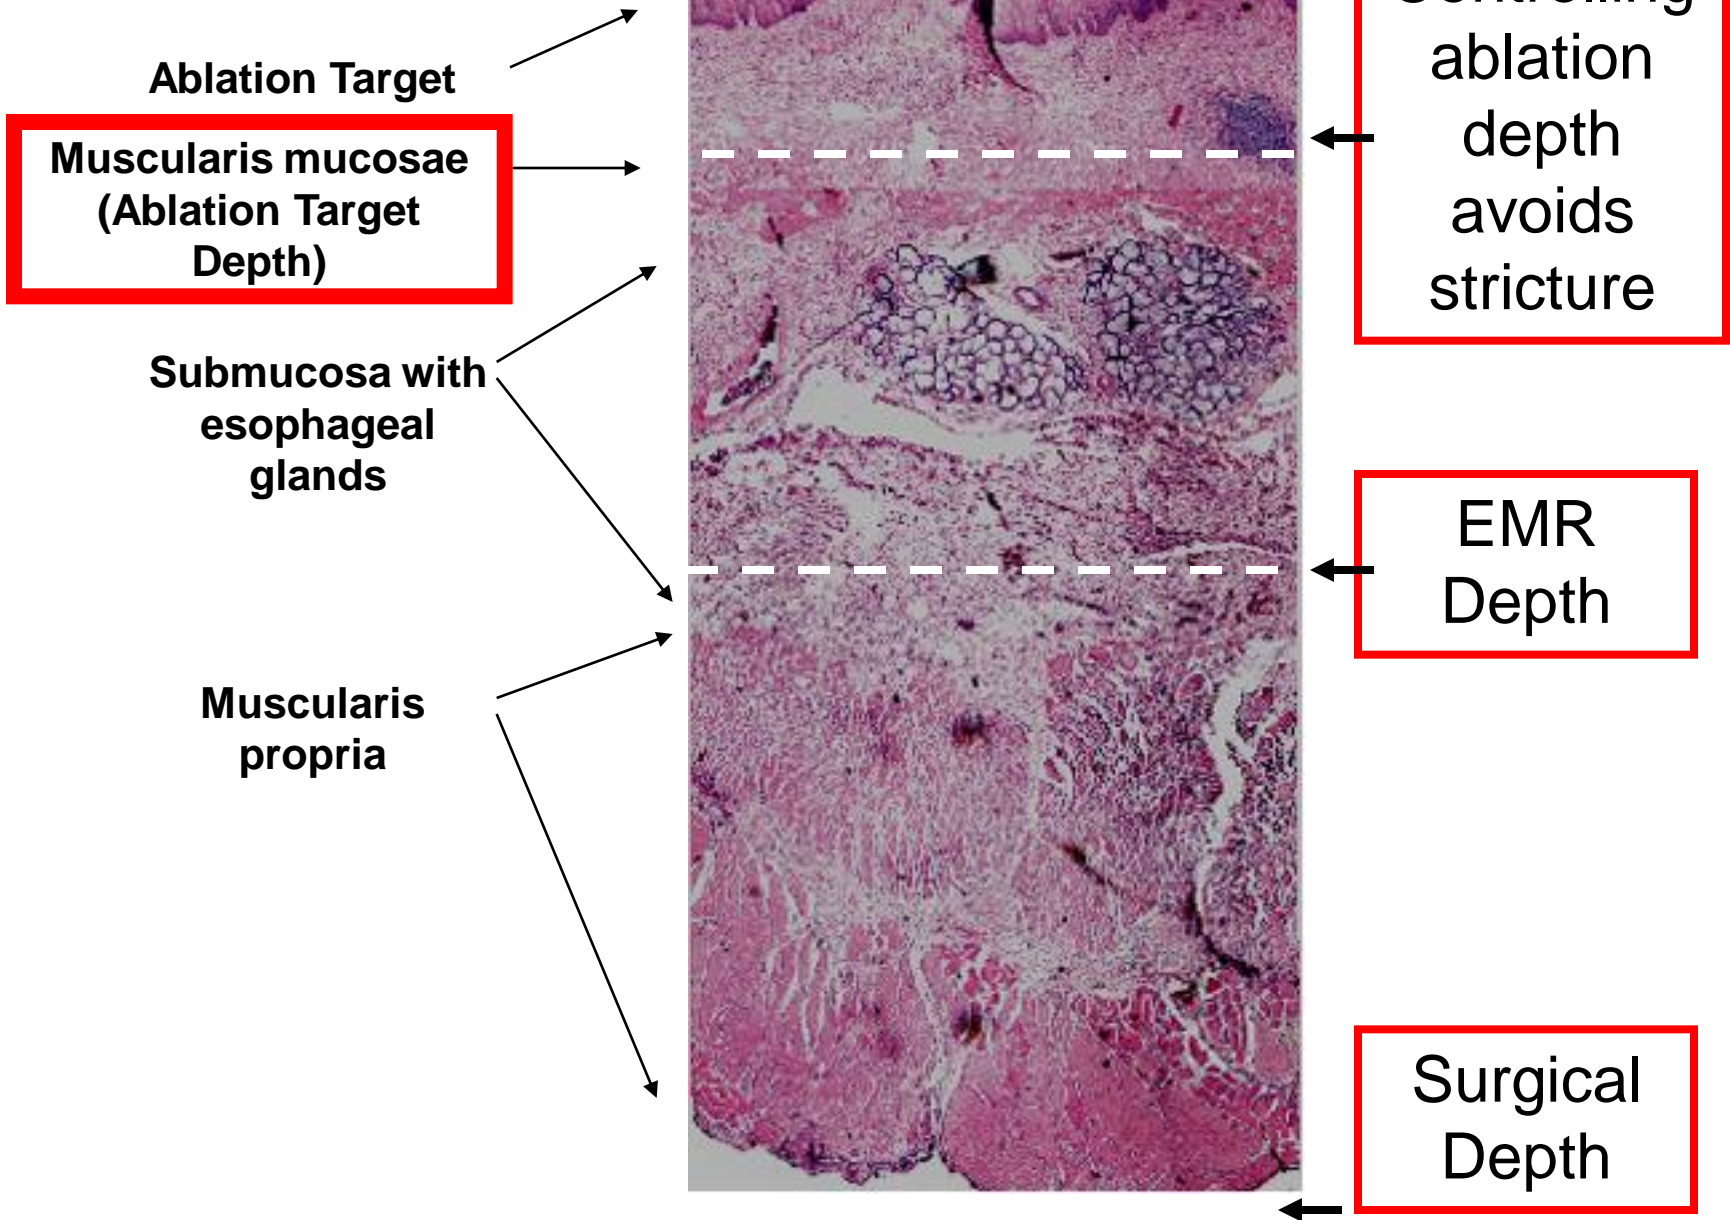 Controlling
ablation
depth
avoids
stricture
Ablation Target
Muscularis mucosae
(Ablation Target
Depth)
Submucosa with
esophageal
glands
EMR
Depth
Muscularis
propria
Surgical
Depth